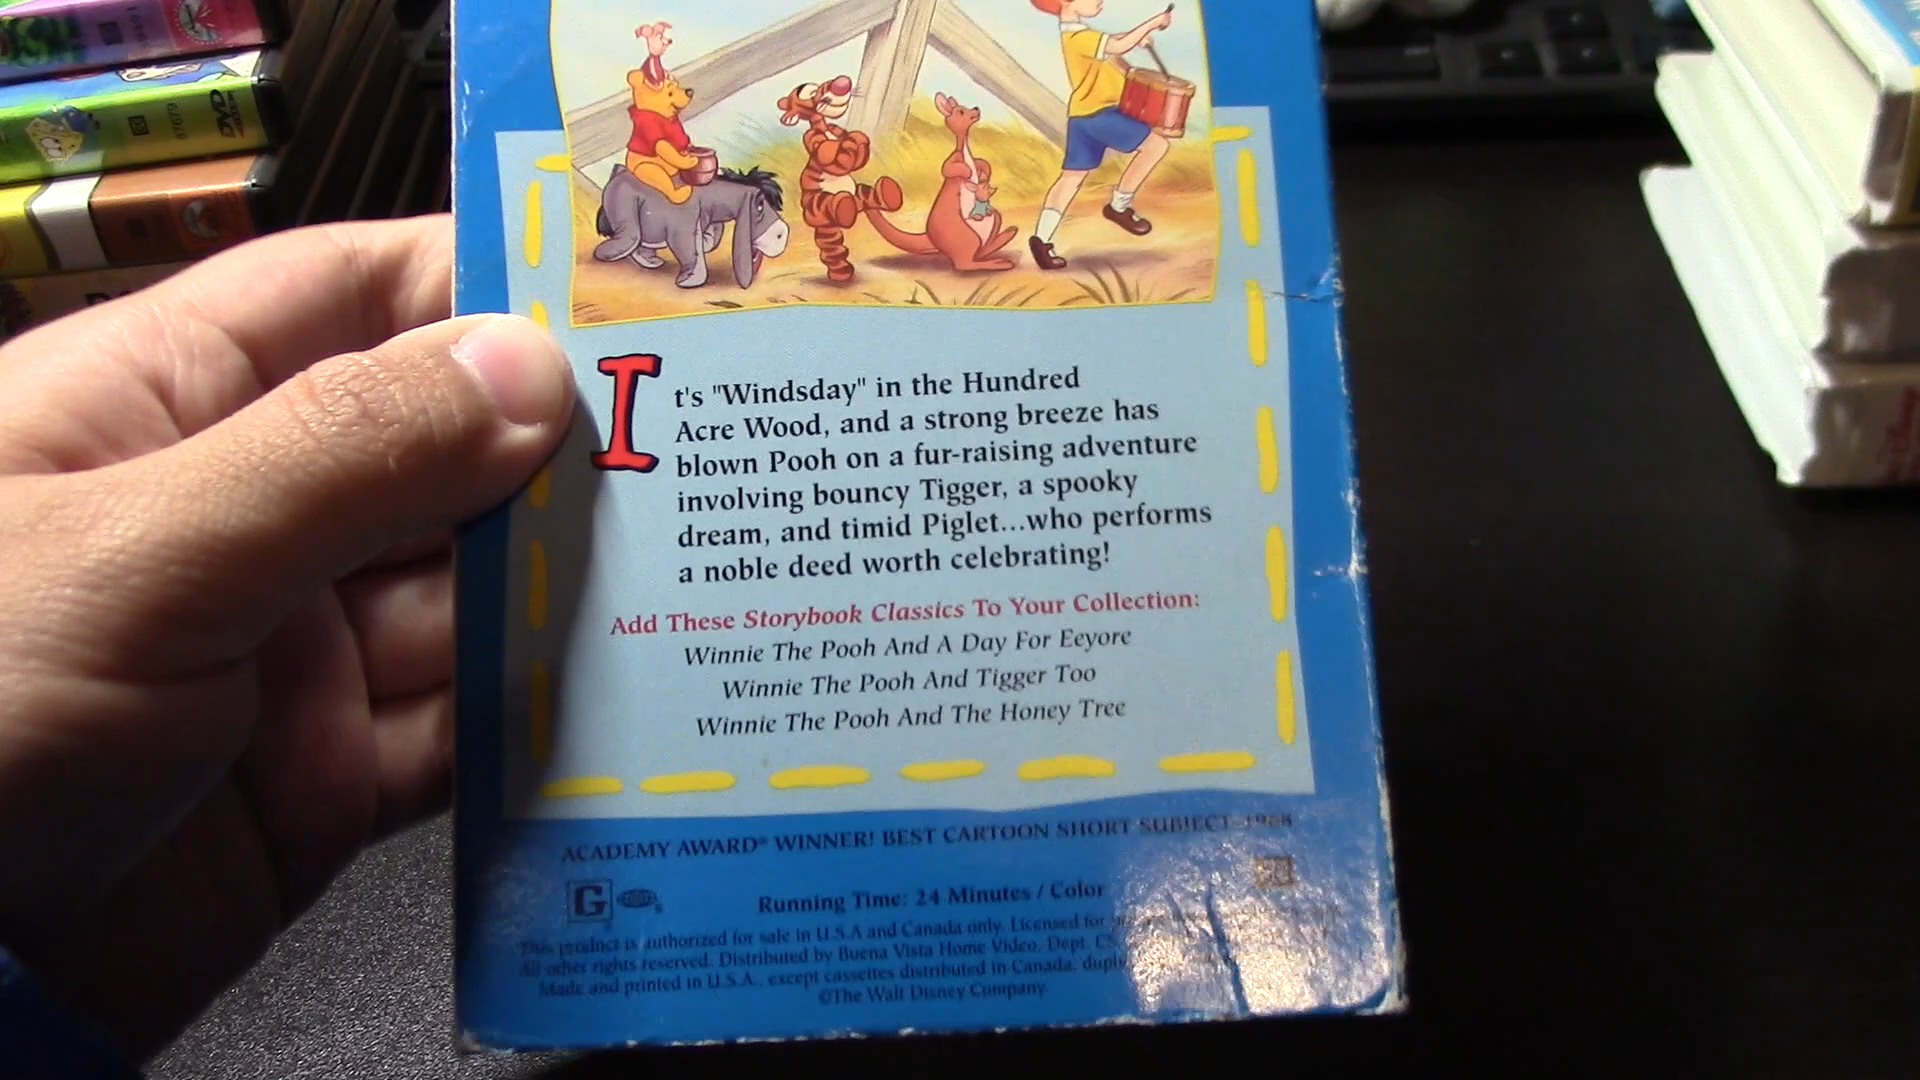 It's "Windsday" in the Hundred
Acre Wood, and a strong breeze has
blown Pooh on a fur-raising adventure
involving bouncy Tigger, a spooky
dream, and timid Piglet...who performs
a noble deed worth celebrating!
Add These Storybook Classics To Your Collection:
Winnie The Pooh And A Day For Eeyore
Winnie The Pooh And Tigger Too
Winnie The Pooh And The Honey Tree
ACADEMY AWARD® WINNER! BEST CARTOON SHORT SUBJECT 1968
G
Running Time: 24 Minutes / Color
This product is authorized for sale in U.S.A and Canada only. Licensed for
All other rights reserved. Distributed by Buena Vista Home Video, Dept. CS,
Made and printed in U.S.A., except cassettes distributed in Canada,
©The Walt Disney Company
87679